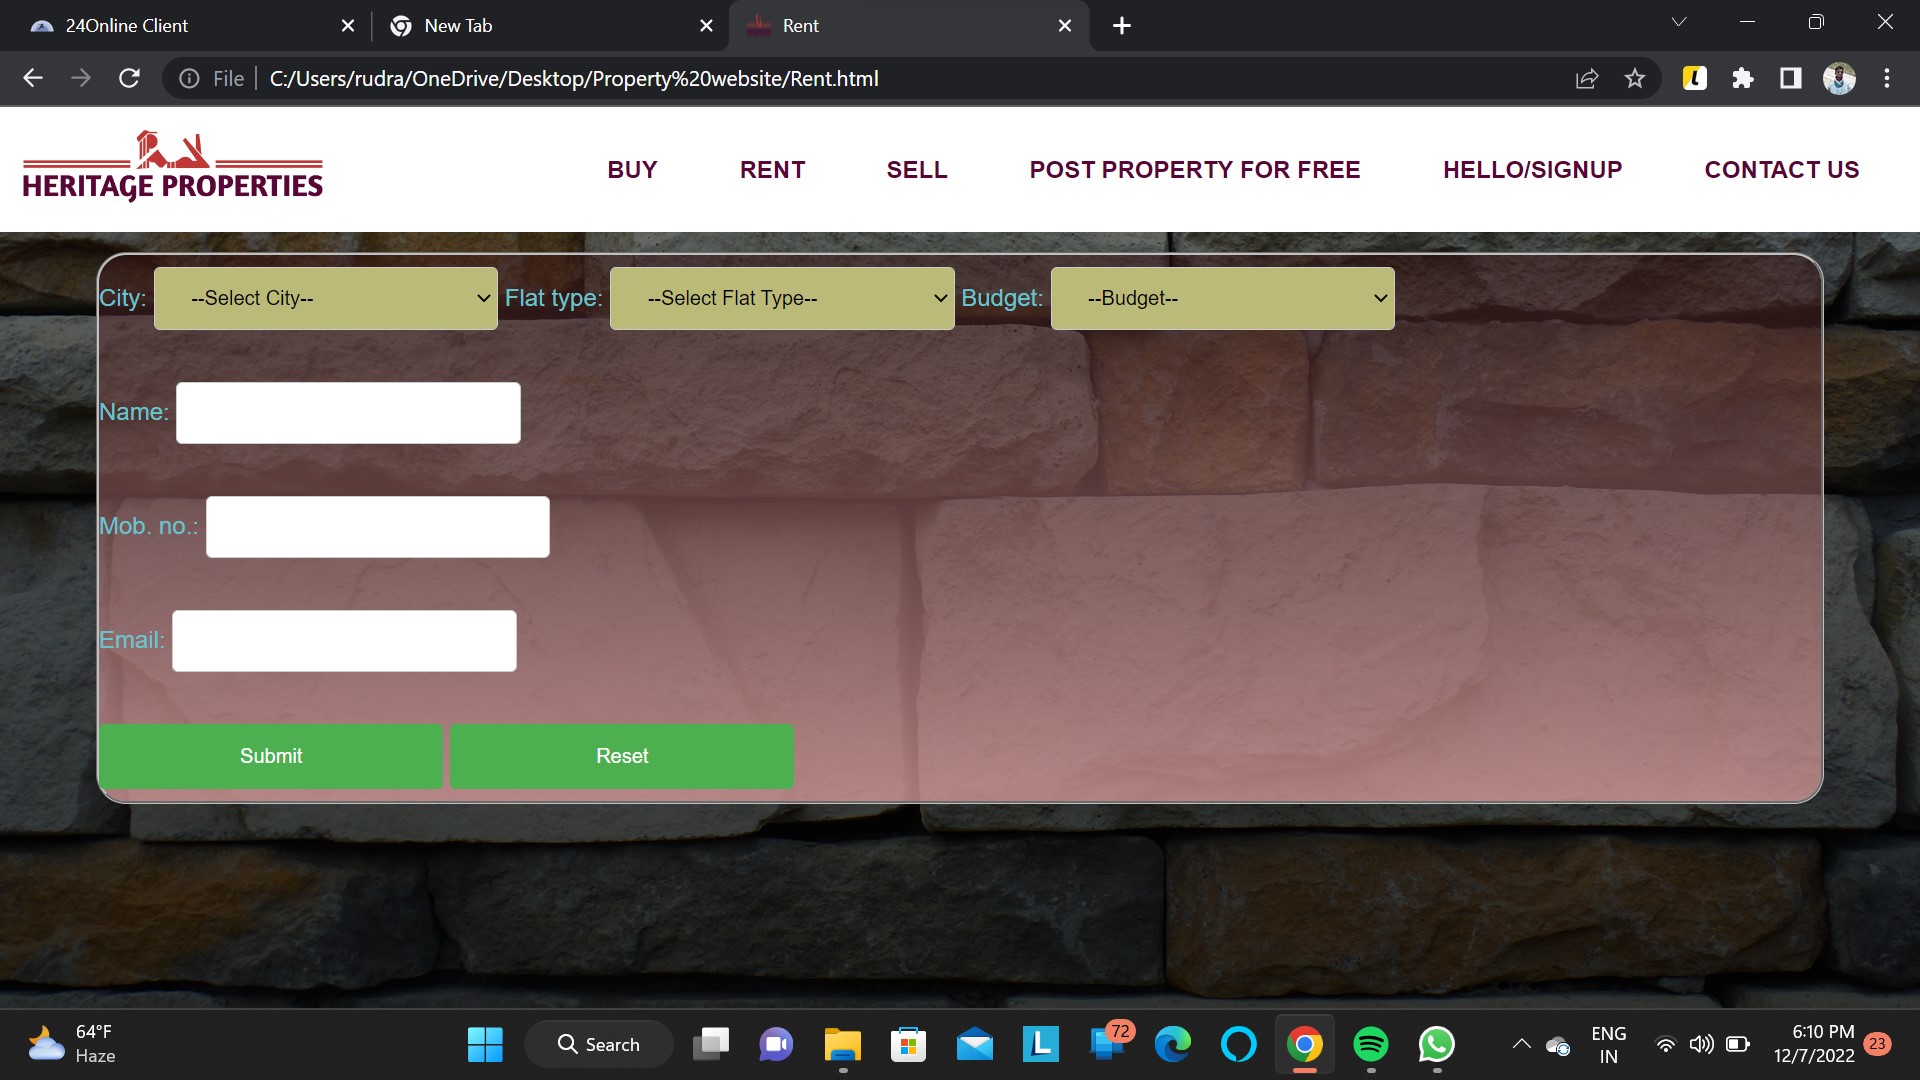 24Online Client
New Tab
Rent
File
C:/Users/rudra/OneDrive/Desktop/Property%20website/Rent.html
HERITAGE PROPERTIES
BUY
RENT
SELL
POST PROPERTY FOR FREE
HELLO/SIGNUP
CONTACT US
City: --Select City-- Flat type: --Select Flat Type-- Budget: --Budget--
Name:
Mob. no.:
Email:
Submit Reset
64°F
Haze
Search
L
72
ENG
IN
6:10 PM
12/7/2022
23